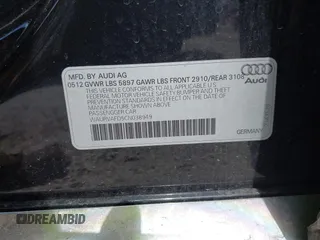 MFD. BY AUDI AG
0512 GVWR LBS 5897 GAWR LBS FRONT 2910/REAR 3108
THIS VEHICLE CONFORMS TO ALL APPLICABLE
FEDERAL MOTOR VEHICLE SAFETY BUMPER AND THEFT
PREVENTION STANDARDS IN EFFECT ON THE DATE OF
MANUFACTURE SHOWN ABOVE
PASSENGER CAR
Audi
GERMANY
DREAMBID